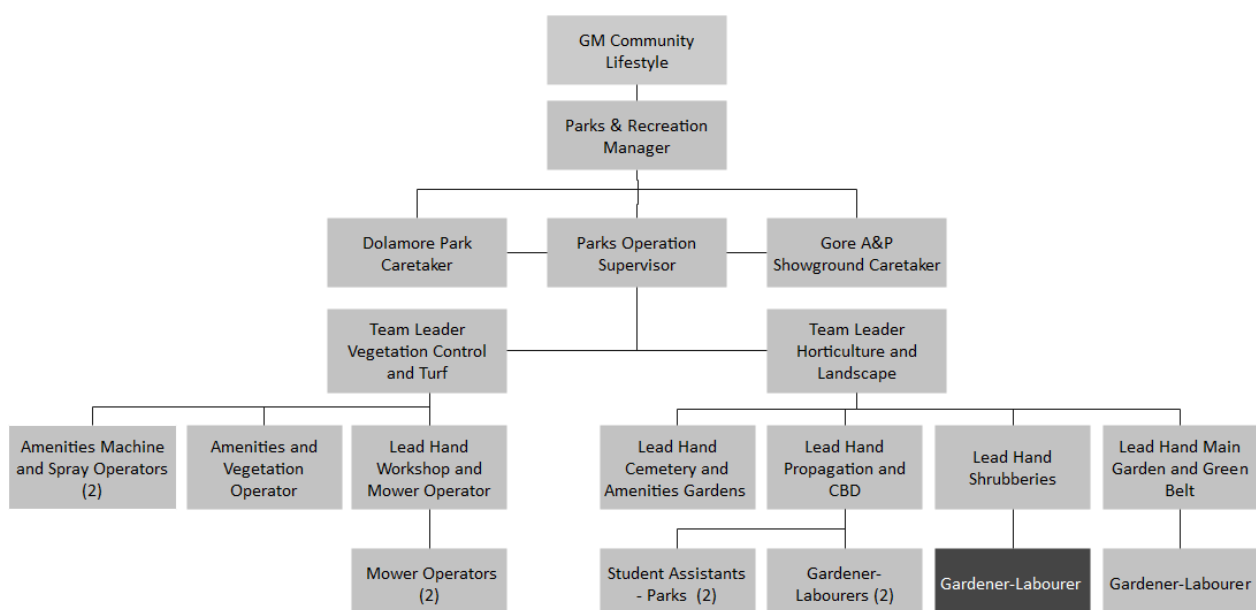 GM Community
Lifestyle
Parks & Recreation
Manager
Dolamore Park
Caretaker
Parks Operation
Supervisor
Gore A&P
Showground Caretaker
Team Leader
Vegetation Control
and Turf
Team Leader
Horticulture and
Landscape
Amenities Machine
and Spray Operators
(2)
Amenities and
Vegetation
Operator
Lead Hand
Workshop and
Mower Operator
Lead Hand
Cemetery and
Amenities Gardens
Lead Hand
Propagation and
CBD
Lead Hand
Shrubberies
Lead Hand Main
Garden and Green
Belt
Mower Operators
(2)
Student Assistants
- Parks (2)
Gardener-
Labourers (2)
Gardener-Labourer
Gardener-Labourer